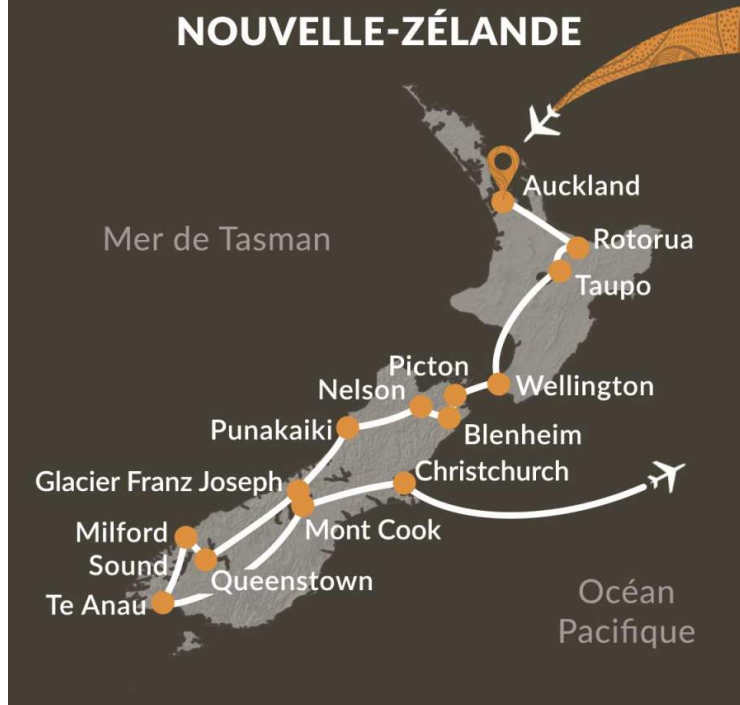 NOUVELLE-ZÉLANDE
Auckland
Mer de Tasman
Rotorua
Taupo
Picton
Wellington
Nelson
Punakaiki
Blenheim
Christchurch
Glacier Franz Joseph
Mont Cook
Milford
Sound
Queenstown
Te Anau
Océan
Pacifique